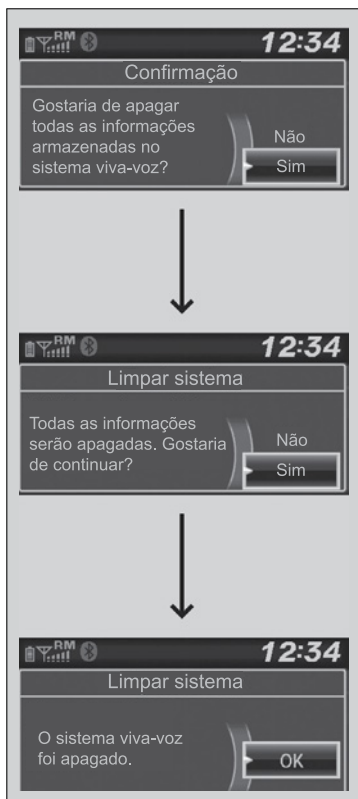 RM 12:34
Confirmação
Gostaria de apagar
todas as informações
armazenadas no
sistema viva-voz?
Não
Sim
RM 12:34
Limpar sistema
Todas as informações
serão apagadas. Gostaria
de continuar?
Não
Sim
RM 12:34
Limpar sistema
O sistema viva-voz
foi apagado.
OK